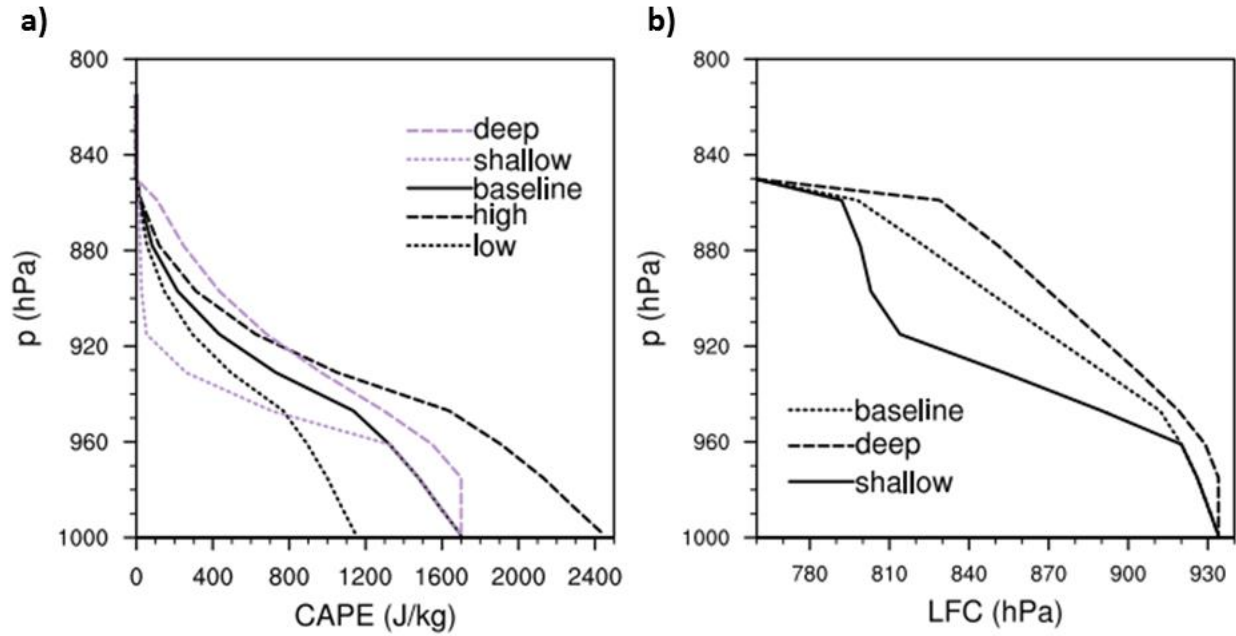 a)
800
840
880
920
960
1000
p (hPa)
deep
shallow
baseline
high
low
0 400 800 1200 1600 2000 2400
CAPE (J/kg)
b)
800
840
880
920
960
1000
p (hPa)
baseline
deep
shallow
780 810 840 870 900 930
LFC (hPa)